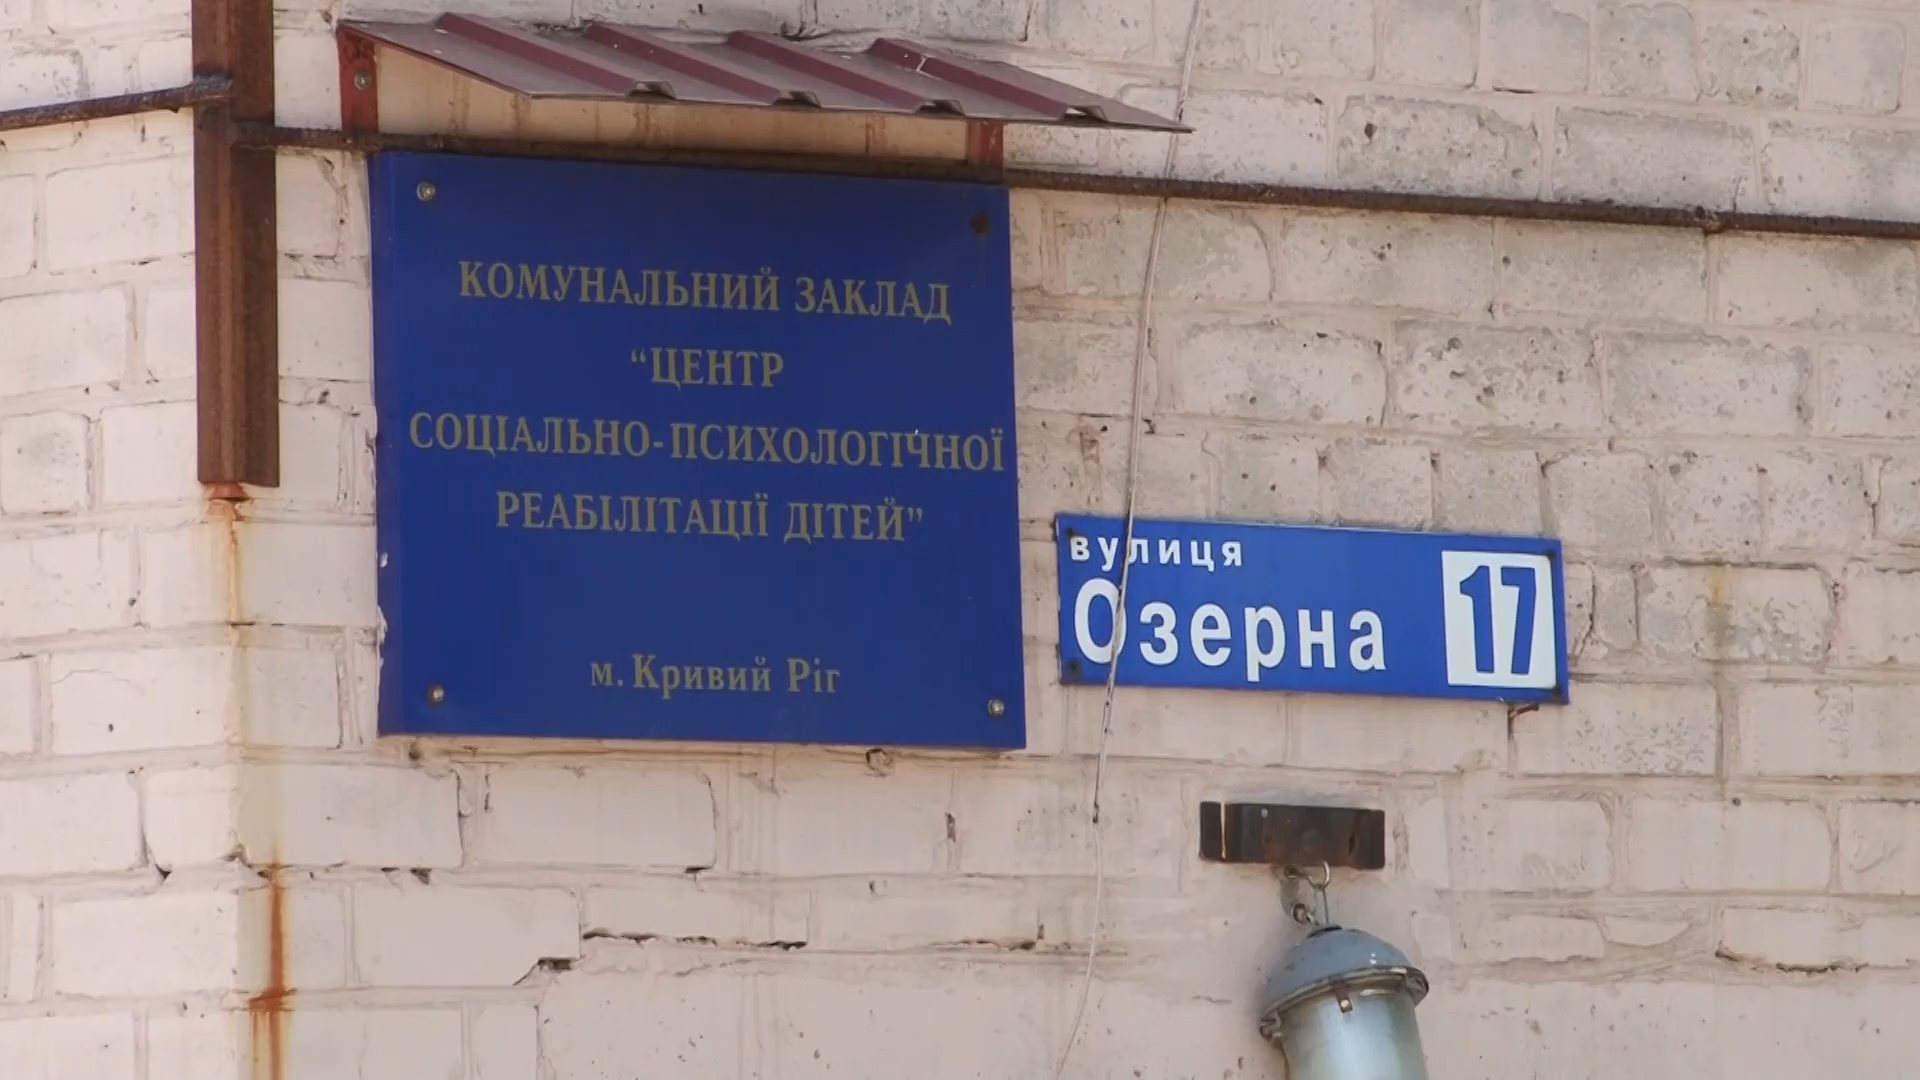 КОМУНАЛЬНИЙ ЗАКЛАД
“ЦЕНТР
СОЦІАЛЬНО-ПСИХОЛОГІЧНОЇ
РЕАБІЛІТАЦІЇ ДІТЕЙ”
м. Кривий Ріг
вулиця
Озерна 17